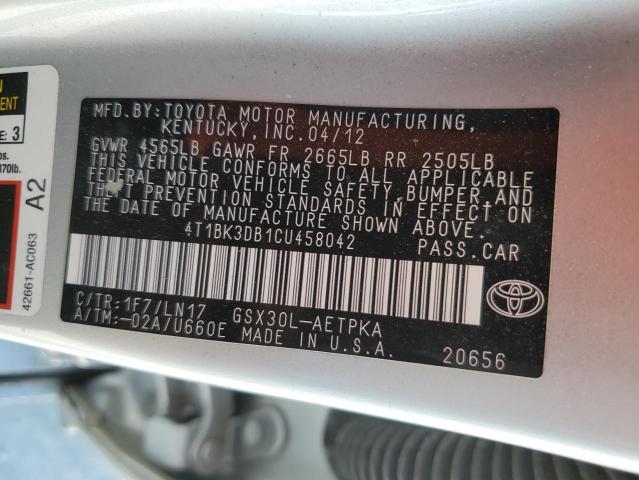 MFD.BY:TOYOTA MOTOR MANUFACTURING,
KENTUCKY,INC.04/12
GVWR 4565LB GAWR FR 2665LB RR 2505LB
THIS VEHICLE CONFORMS TO ALL APPLICABLE
FEDERAL MOTOR VEHICLE SAFETY,BUMPER,AND
THEFT PREVENTION STANDARDS IN EFFECT ON
THE DATE OF MANUFACTURE SHOWN ABOVE.
4T1BK3DB1CU458042 PASS.CAR
C/TR:1F7/LN17 GSX30L-AETPKA
A/TM:-02A/U660E MADE IN U.S.A. 20656
E: 3
A2
42661-AC063